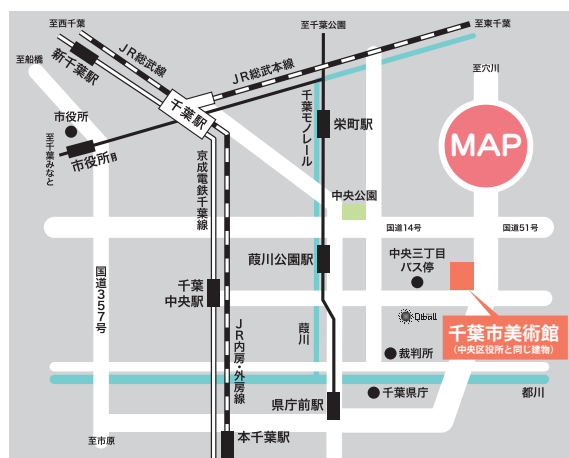 至西千葉
至千葉公園
至東千葉
至船橋
新千葉駅
JR総武線
JR総武本線
至穴川
千葉駅
千葉モノレール
栄町駅
MAP
市役所
市役所前
至千葉みなと
京成電鉄千葉線
中央公園
国道14号
国道51号
葭川公園駅
中央三丁目
バス停
国道357号
千葉
中央駅
Qiball
千葉市美術館
(中央区役所と同じ建物)
JR内房・外房線
葭川
裁判所
県庁前駅
千葉県庁
都川
至市原
本千葉駅